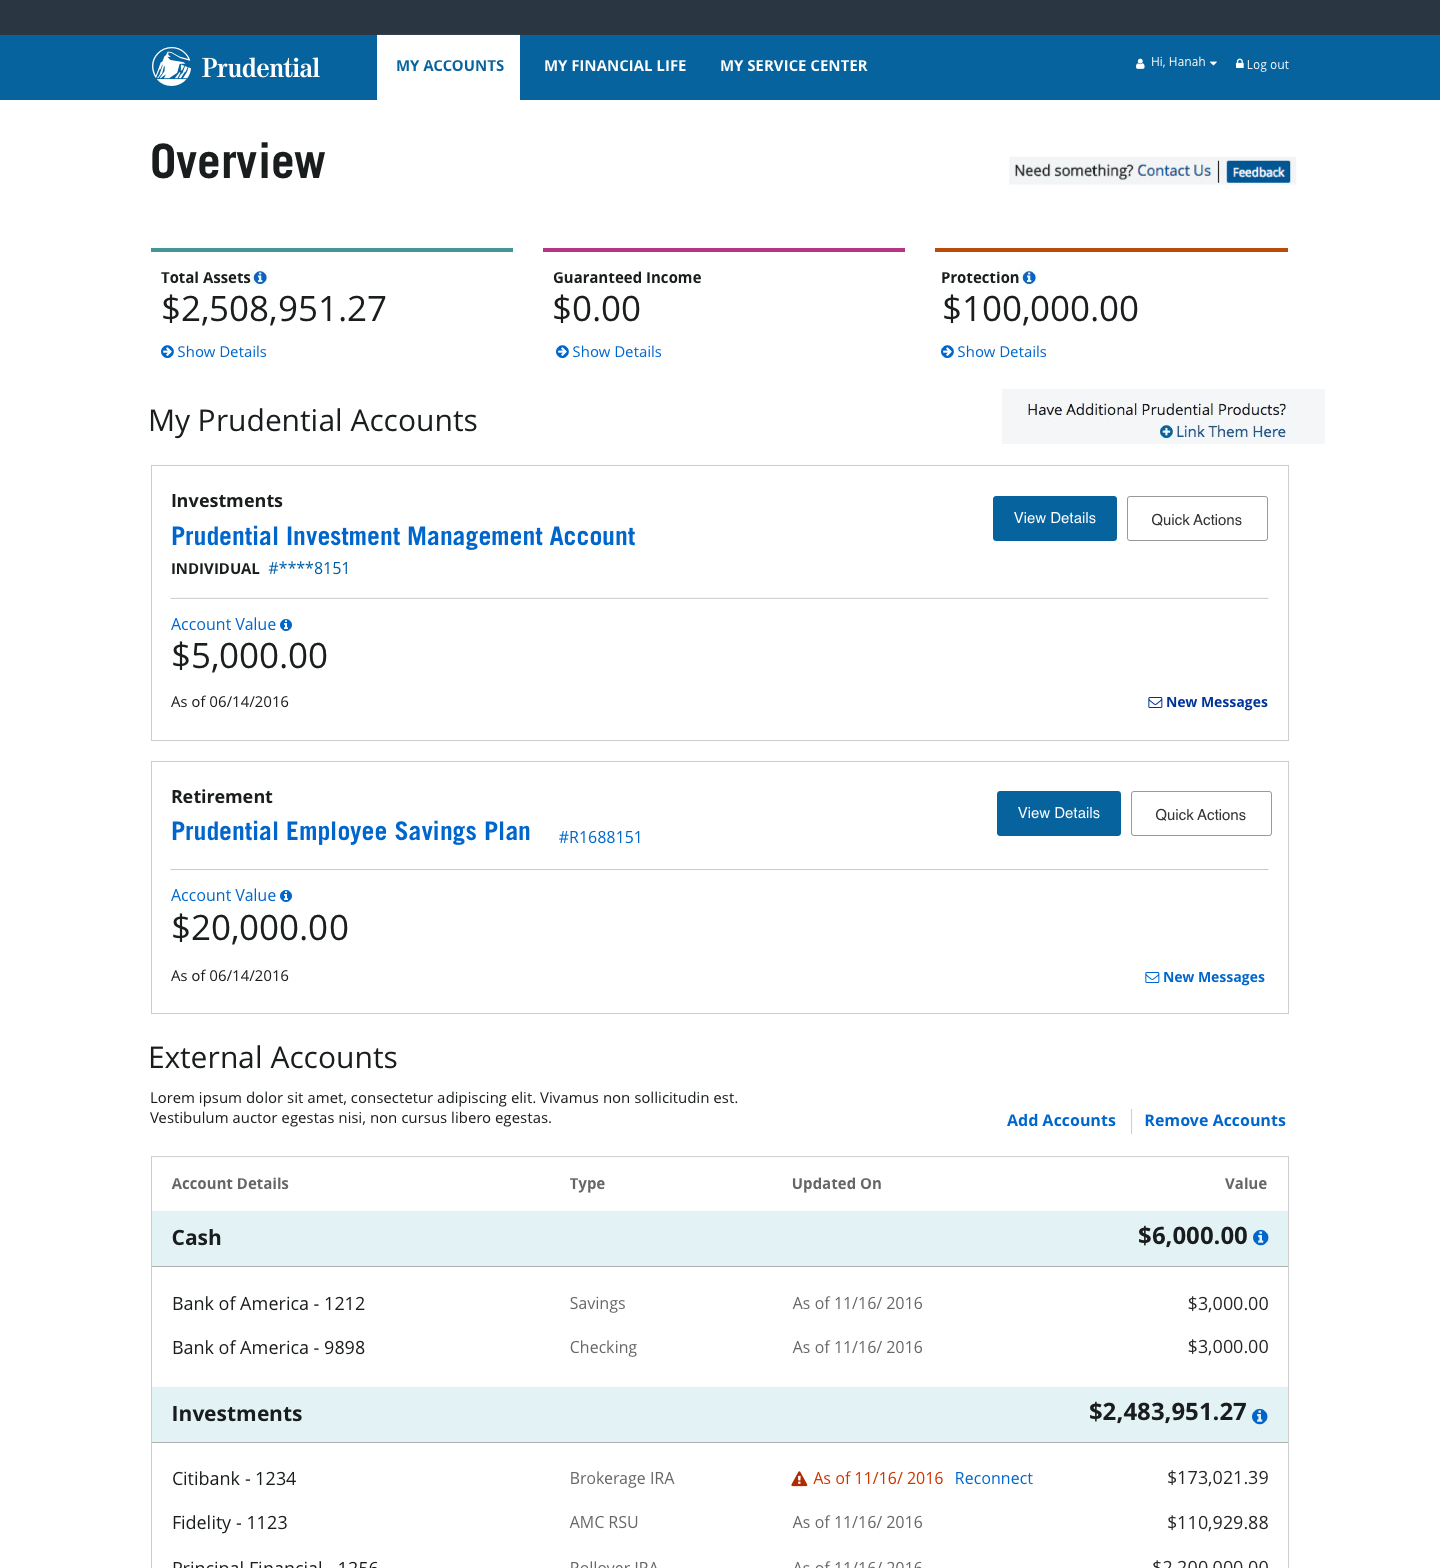 Prudential
MY ACCOUNTS
MY FINANCIAL LIFE
MY SERVICE CENTER
Hi, Hanah
Log out
Overview
Need something? Contact Us
Feedback
Total Assets
$2,508,951.27
Show Details
Guaranteed Income
$0.00
Show Details
Protection
$100,000.00
Show Details
My Prudential Accounts
Have Additional Prudential Products?
Link Them Here
Investments
Prudential Investment Management Account
INDIVIDUAL #****8151
View Details
Quick Actions
Account Value
$5,000.00
As of 06/14/2016
New Messages
Retirement
Prudential Employee Savings Plan #R1688151
View Details
Quick Actions
Account Value
$20,000.00
As of 06/14/2016
New Messages
External Accounts
Lorem ipsum dolor sit amet, consectetur adipiscing elit. Vivamus non sollicitudin est.
Vestibulum auctor egestas nisi, non cursus libero egestas.
Add Accounts
Remove Accounts
Account Details Type Updated On Value
Cash $6,000.00
Bank of America - 1212 Savings As of 11/16/ 2016 $3,000.00
Bank of America - 9898 Checking As of 11/16/ 2016 $3,000.00
Investments $2,483,951.27
Citibank - 1234 Brokerage IRA As of 11/16/ 2016 Reconnect $173,021.39
Fidelity - 1123 AMC RSU As of 11/16/ 2016 $110,929.88
Principal Financial - 1256 Rollover IRA As of 11/16/ 2016 $2,200,000.00